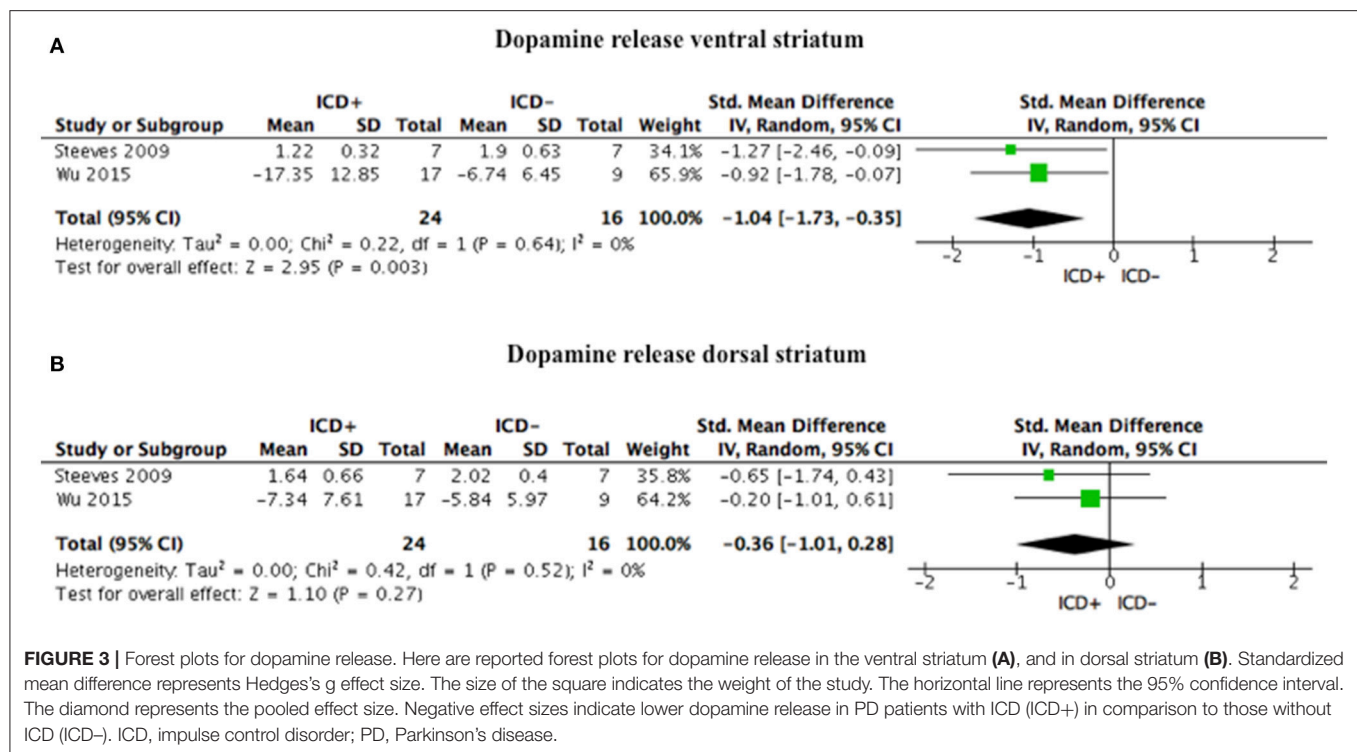 A
Dopamine release ventral striatum
ICD+ ICD− Std. Mean Difference Std. Mean Difference
Study or Subgroup Mean SD Total Mean SD Total Weight IV, Random, 95% CI IV, Random, 95% CI
Steeves 2009 1.22 0.32 7 1.9 0.63 7 34.1% −1.27 [−2.46, −0.09]
Wu 2015 −17.35 12.85 17 −6.74 6.45 9 65.9% −0.92 [−1.78, −0.07]
Total (95% CI) 24 16 100.0% −1.04 [−1.73, −0.35]
Heterogeneity: Tau² = 0.00; Chi² = 0.22, df = 1 (P = 0.64); I² = 0%
Test for overall effect: Z = 2.95 (P = 0.003)
−2 −1 0 1 2
ICD+ ICD−
B
Dopamine release dorsal striatum
ICD+ ICD− Std. Mean Difference Std. Mean Difference
Study or Subgroup Mean SD Total Mean SD Total Weight IV, Random, 95% CI IV, Random, 95% CI
Steeves 2009 1.64 0.66 7 2.02 0.4 7 35.8% −0.65 [−1.74, 0.43]
Wu 2015 −7.34 7.61 17 −5.84 5.97 9 64.2% −0.20 [−1.01, 0.61]
Total (95% CI) 24 16 100.0% −0.36 [−1.01, 0.28]
Heterogeneity: Tau² = 0.00; Chi² = 0.42, df = 1 (P = 0.52); I² = 0%
Test for overall effect: Z = 1.10 (P = 0.27)
−2 −1 0 1 2
ICD+ ICD−
FIGURE 3 | Forest plots for dopamine release. Here are reported forest plots for dopamine release in the ventral striatum (A), and in dorsal striatum (B). Standardized
mean difference represents Hedges's g effect size. The size of the square indicates the weight of the study. The horizontal line represents the 95% confidence interval.
The diamond represents the pooled effect size. Negative effect sizes indicate lower dopamine release in PD patients with ICD (ICD+) in comparison to those without
ICD (ICD–). ICD, impulse control disorder; PD, Parkinson's disease.